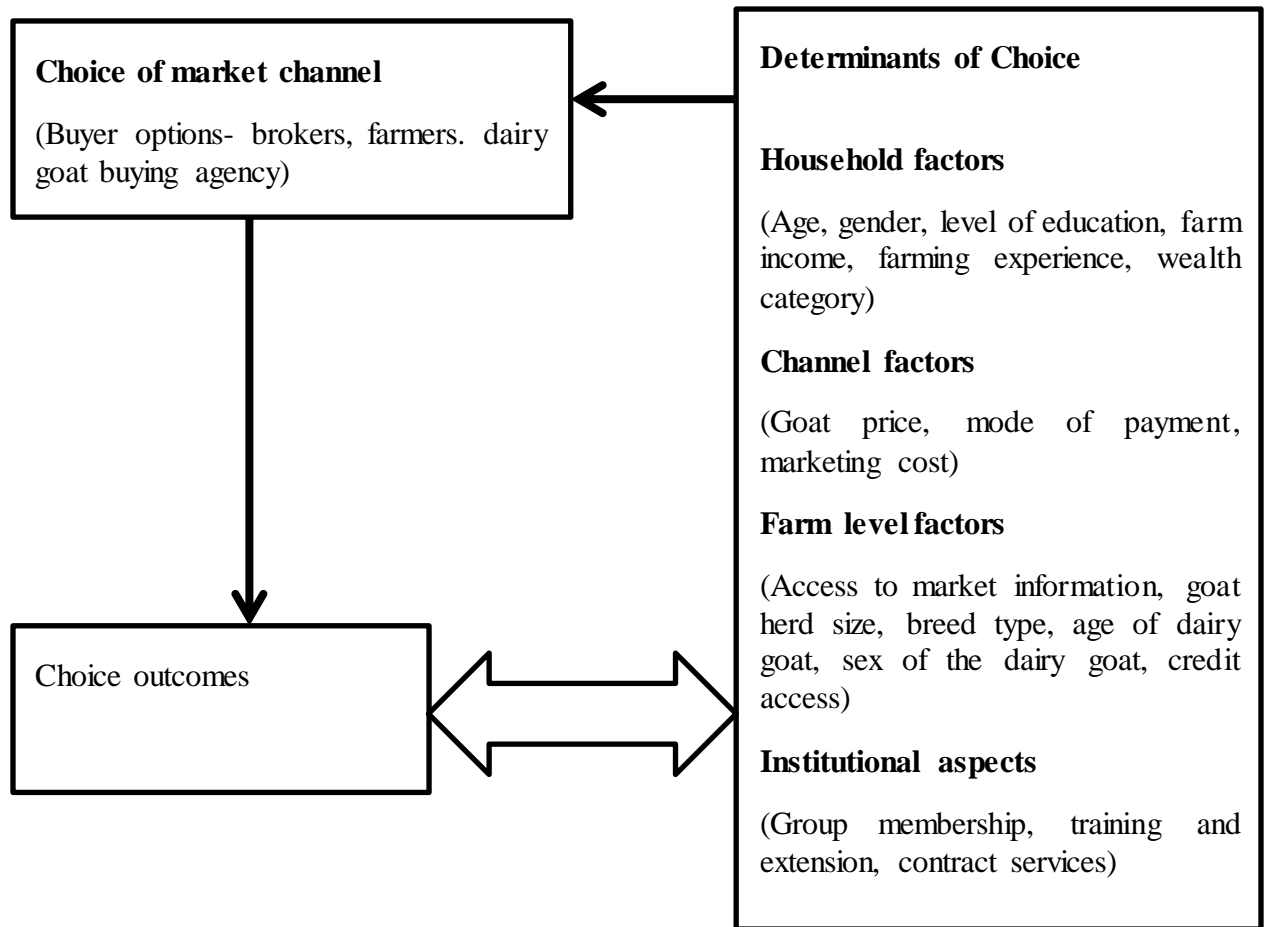 Choice of market channel
(Buyer options- brokers, farmers. dairy
goat buying agency)
Choice outcomes
Determinants of Choice
Household factors
(Age, gender, level of education, farm
income, farming experience, wealth
category)
Channel factors
(Goat price, mode of payment,
marketing cost)
Farm level factors
(Access to market information, goat
herd size, breed type, age of dairy
goat, sex of the dairy goat, credit
access)
Institutional aspects
(Group membership, training and
extension, contract services)